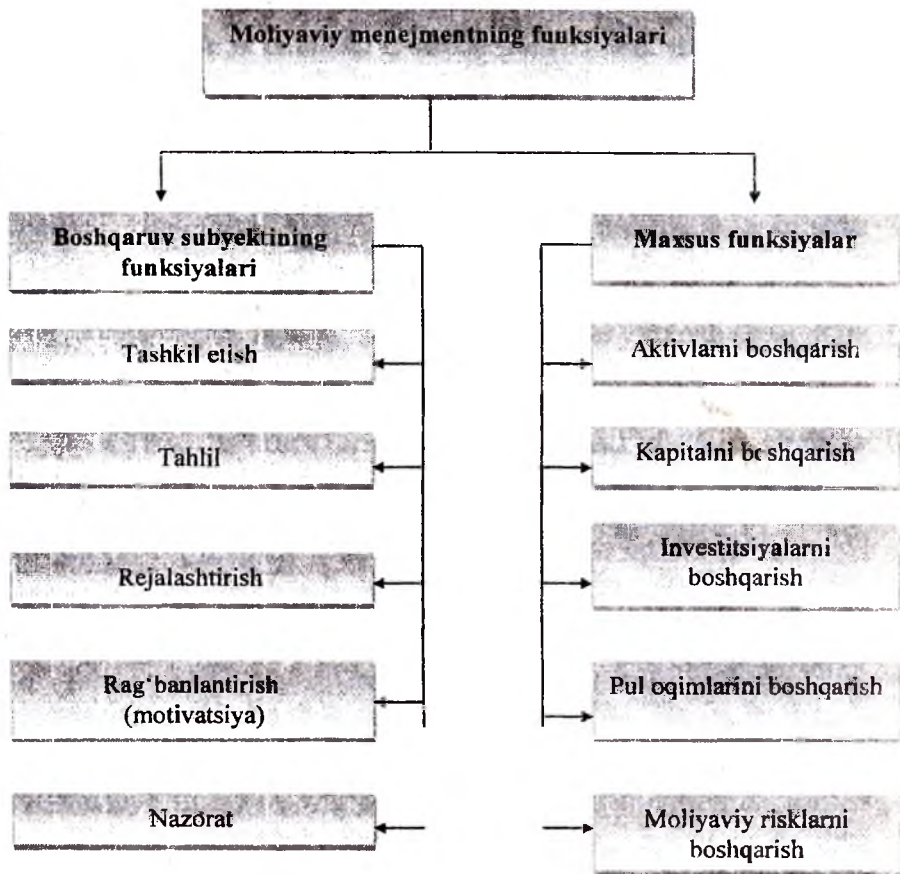 Moliyaviy menejmentning funksiyalari
Boshqaruv subyektining
funksiyalari
Tashkil etish
Tahlil
Rejalashtirish
Rag‘banlantirish
(motivatsiya)
Nazorat
Maxsus funksiyalar
Aktivlarni boshqarish
Kapitalni boshqarish
Investitsiyalarni
boshqarish
Pul oqimlarini boshqarish
Moliyaviy risklarni
boshqarish